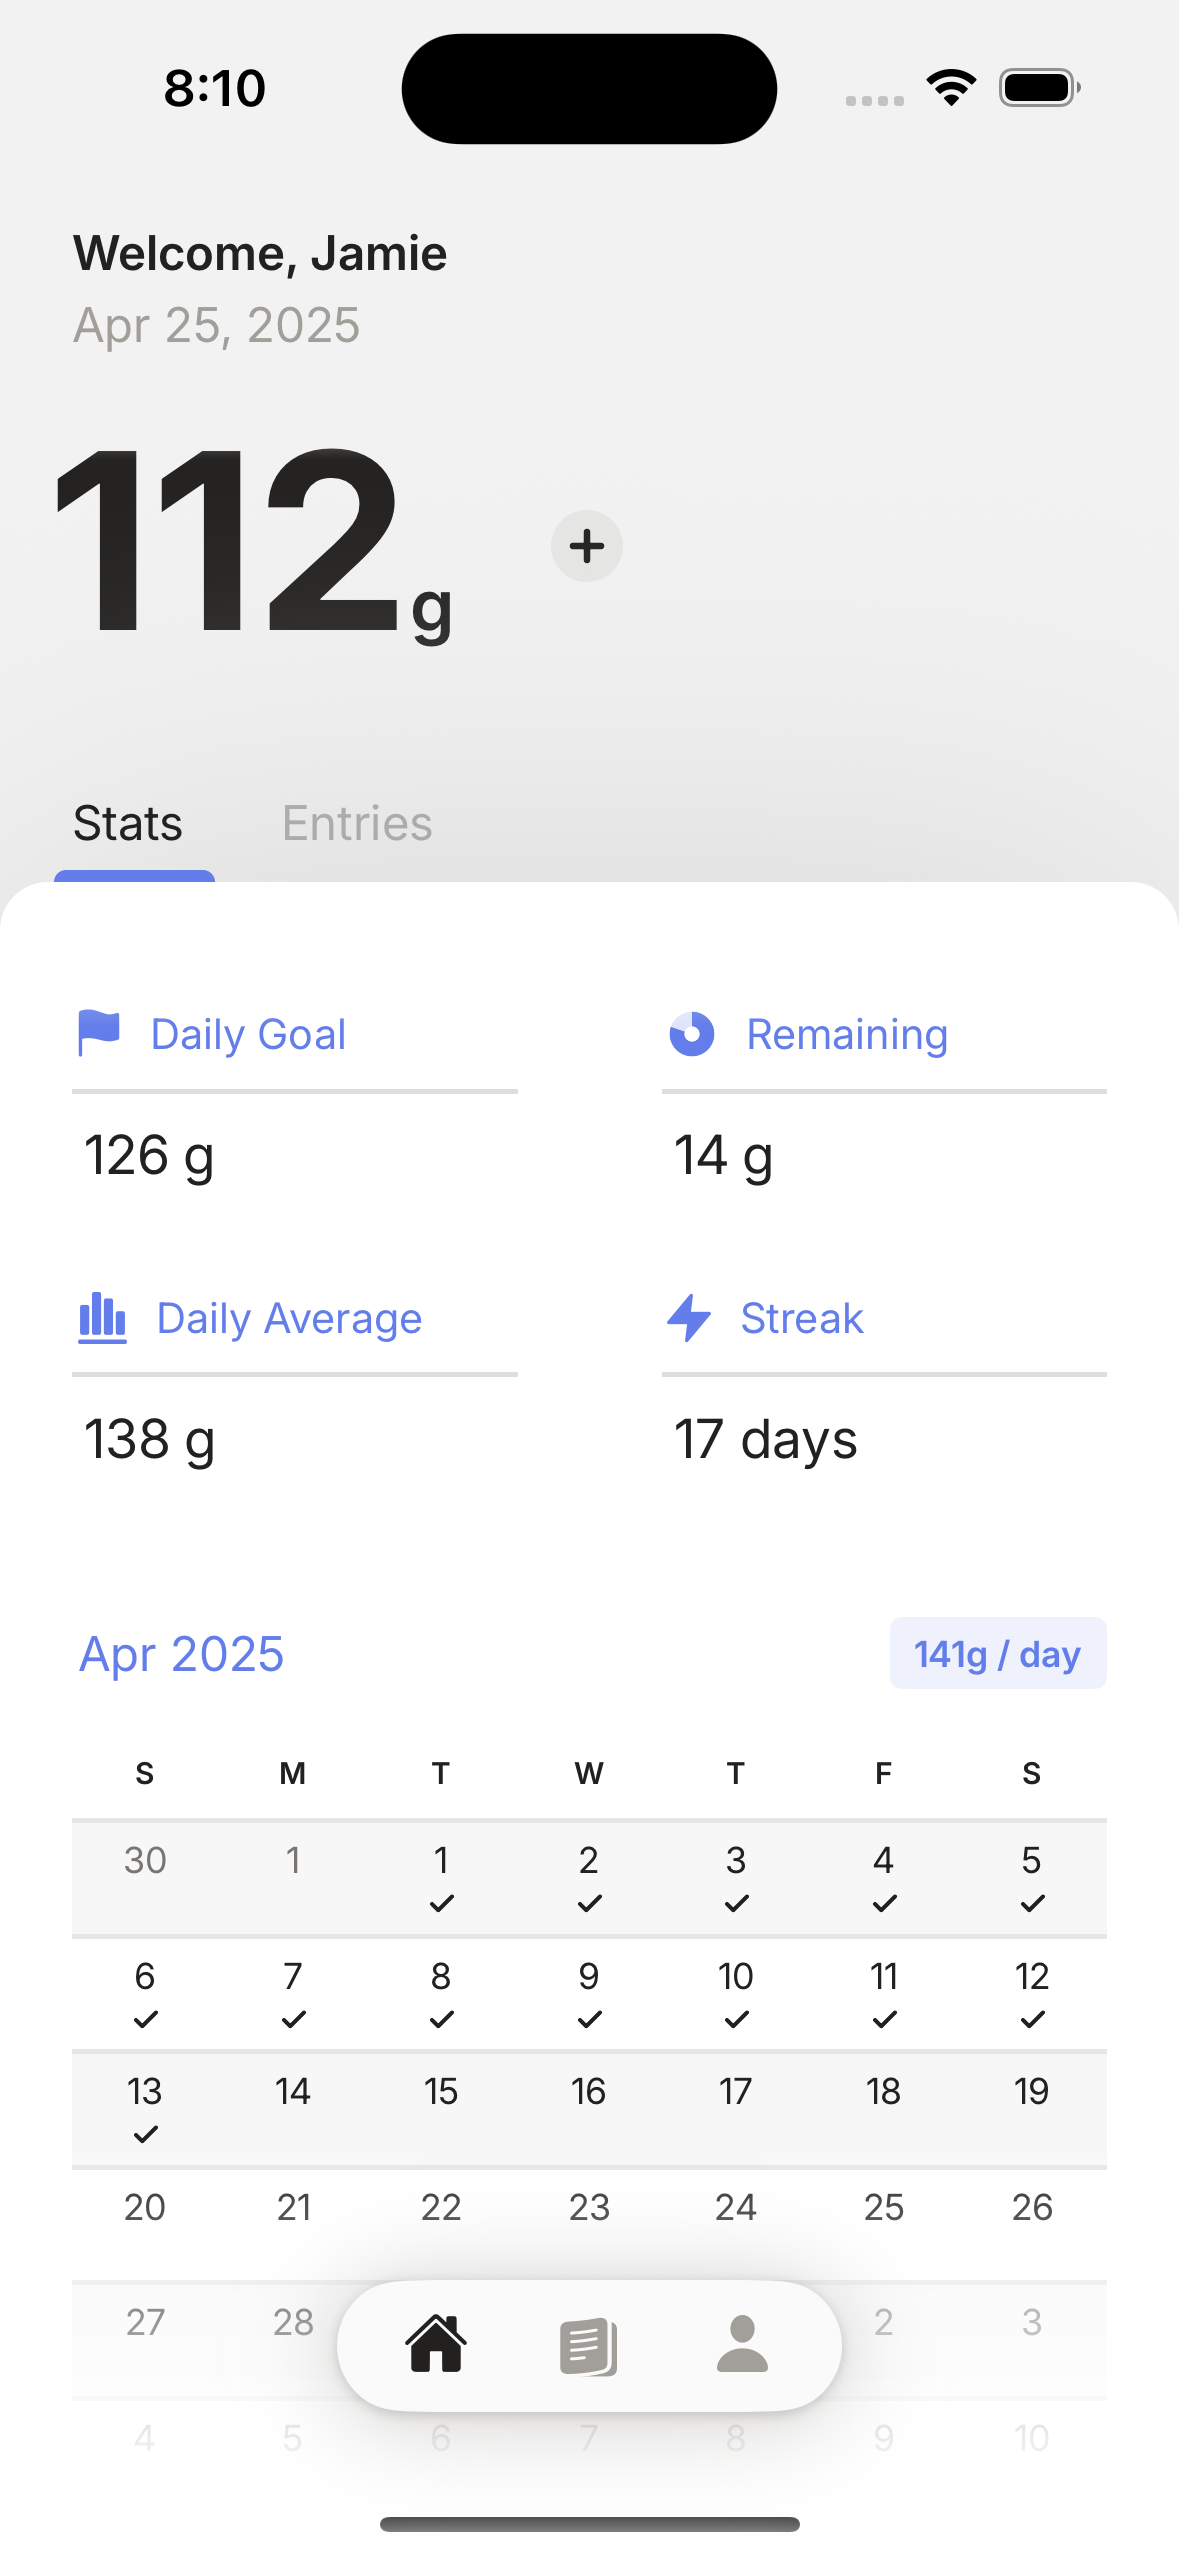 8:10
Welcome, Jamie
Apr 25, 2025
112 g
Stats Entries
Daily Goal Remaining
126 g 14 g
Daily Average Streak
138 g 17 days
Apr 2025 141g / day
S M T W T F S
30 1 1 2 3 4 5
6 7 8 9 10 11 12
13 14 15 16 17 18 19
20 21 22 23 24 25 26
27 28 2 3
4 5 6 7 8 9 10